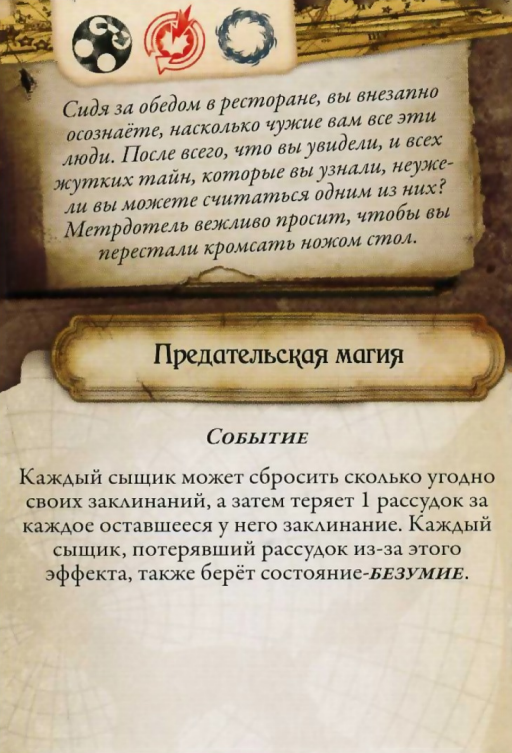 Сидя за обедом в ресторане, вы внезапно
осознаёте, насколько чужие вам все эти
люди. После всего, что вы увидели, и всех
жутких тайн, которые вы узнали, неуже-
ли вы можете считаться одним из них?
Метрдотель вежливо просит, чтобы вы
перестали кромсать ножом стол.
Предательская магия
Событие
Каждый сыщик может сбросить сколько угодно
своих заклинаний, а затем теряет 1 рассудок за
каждое оставшееся у него заклинание. Каждый
сыщик, потерявший рассудок из-за этого
эффекта, также берёт состояние-БЕЗУМИЕ.